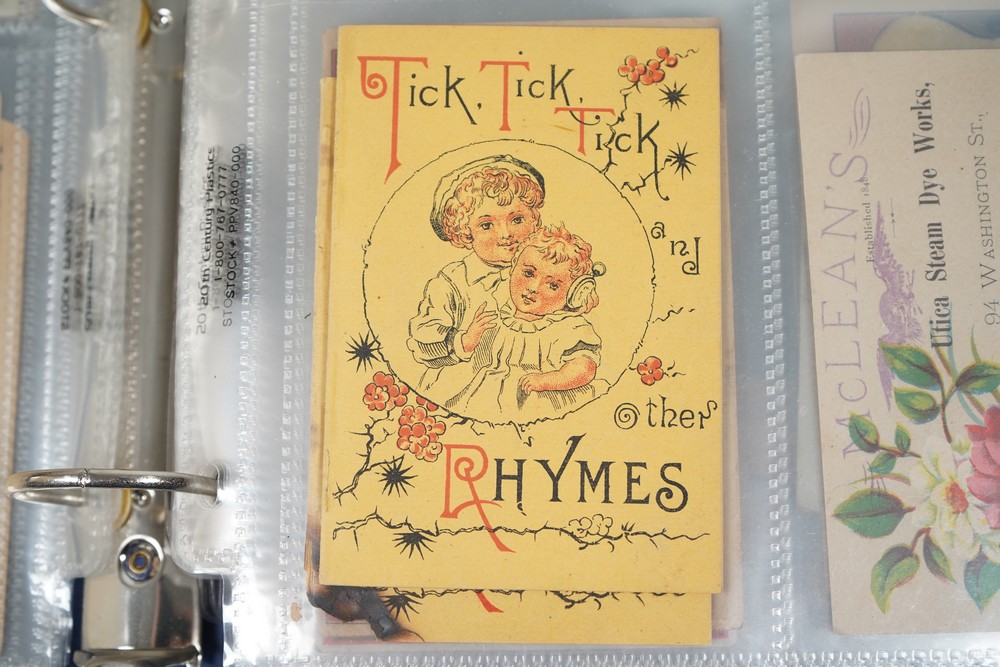 Tick, Tick,
Tick
and
Other
RHYMES
20th Century Plastics
1-800-767-0777
STOCK# PPV840-000
McLEAN'S
Established 184
Utica Steam Dye Works,
94 WASHINGTON ST.,